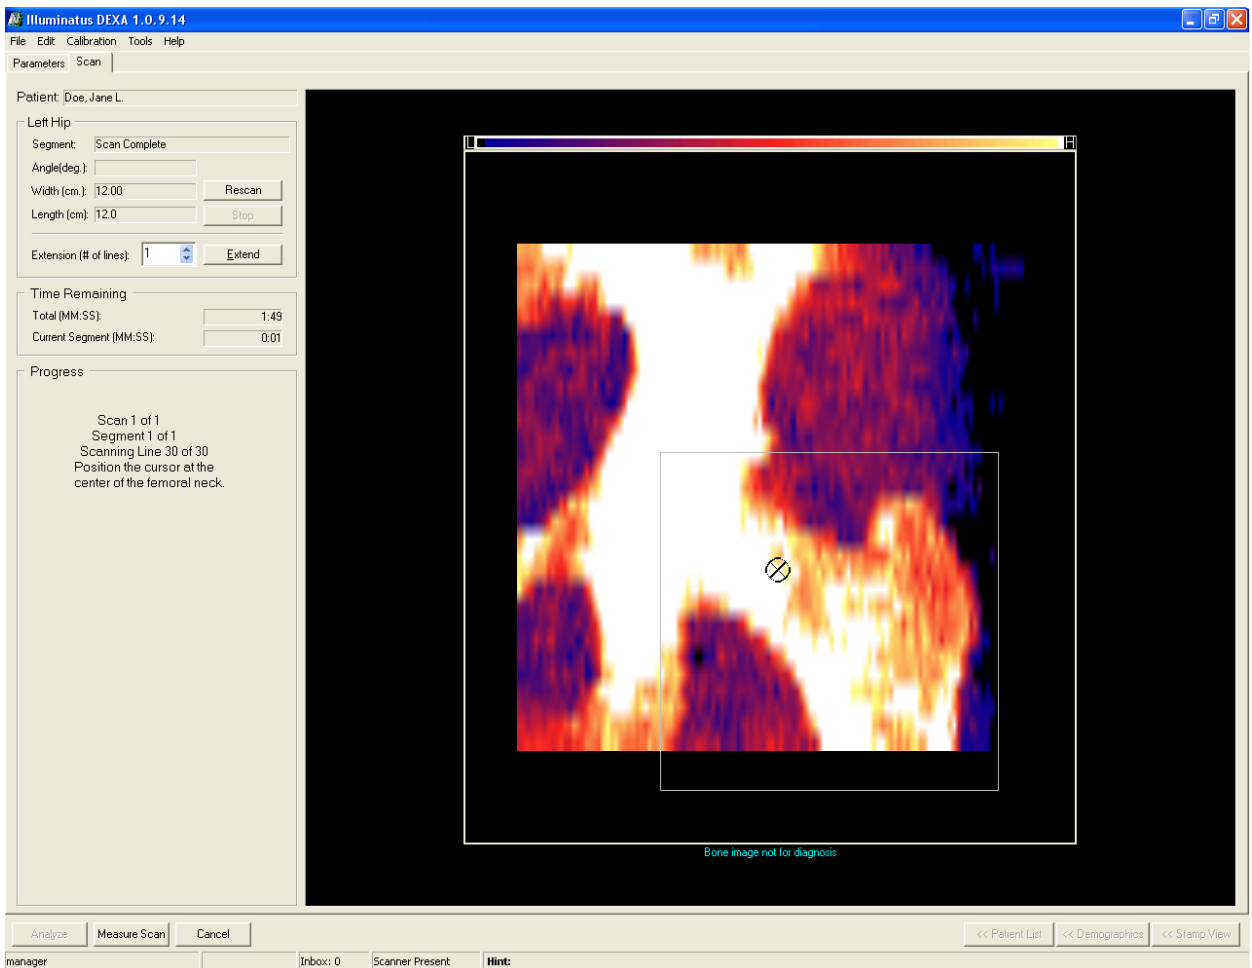 Illuminatus DEXA 1.0.9.14
File Edit Calibration Tools Help
Parameters Scan
Patient: Doe, Jane L.
Left Hip
Segment: Scan Complete
Angle(deg.):
Width (cm.): 12.00 Rescan
Length (cm): 12.0 Stop
Extension (# of lines): 1 Extend
Time Remaining
Total (MM:SS): 1:49
Current Segment (MM:SS): 0:01
Progress
Scan 1 of 1
Segment 1 of 1
Scanning Line 30 of 30
Position the cursor at the
center of the femoral neck.
L H
Bone image not for diagnosis
Analyze Measure Scan Cancel << Patient List << Demographics << Stamp View
manager Inbox: 0 Scanner Present Hint: